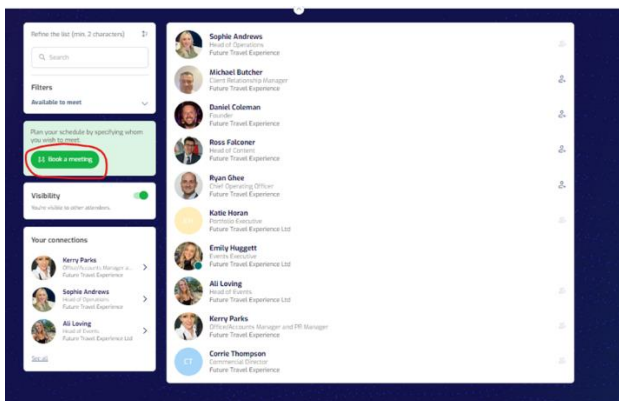 Refine the list (min. 2 characters)
Search
Filters
Available to meet
Plan your schedule by specifying whom
you wish to meet
Book a meeting
Visibility
You're visible to other attendees.
Your connections
Kerry Parks
Office/Accounts Manager a...
Future Travel Experience
Sophie Andrews
Head of Operations
Future Travel Experience
Ali Loving
Head of Events
Future Travel Experience Ltd
See all
Sophie Andrews
Head of Operations
Future Travel Experience
Michael Butcher
Client Relationship Manager
Future Travel Experience
Daniel Coleman
Founder
Future Travel Experience
Ross Falconer
Head of Content
Future Travel Experience
Ryan Ghee
Chief Operating Officer
Future Travel Experience
Katie Horan
Portfolio Executive
Future Travel Experience Ltd
Emily Huggett
Events Executive
Future Travel Experience Ltd
Ali Loving
Head of Events
Future Travel Experience Ltd
Kerry Parks
Office/Accounts Manager and PR Manager
Future Travel Experience
CT
Corrie Thompson
Commercial Director
Future Travel Experience